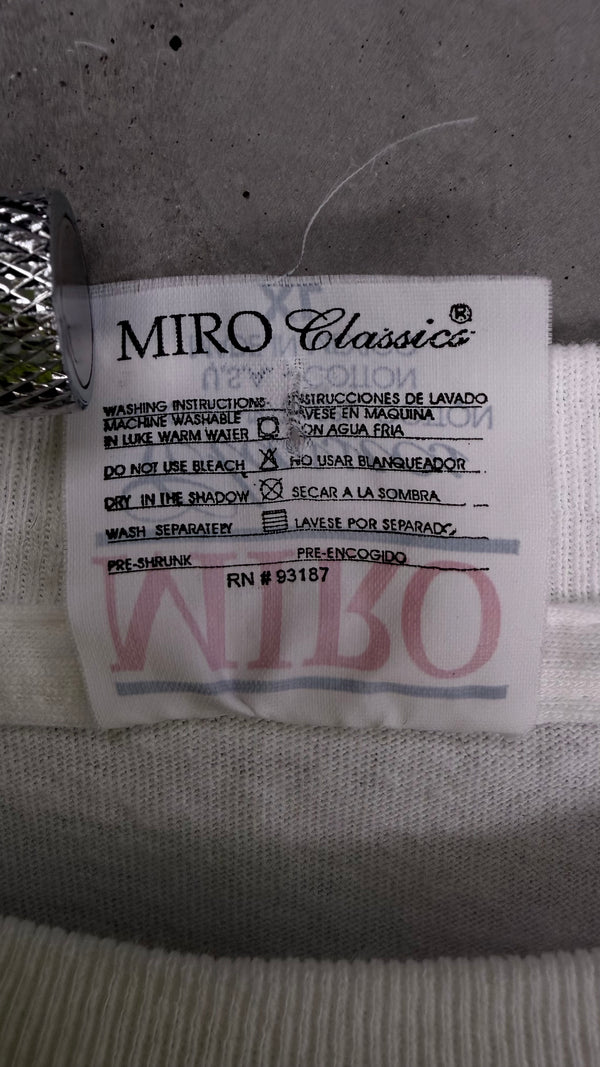 MIRO Classics®
WASHING INSTRUCTIONS INSTRUCCIONES DE LAVADO
MACHINE WASHABLE LAVESE EN MAQUINA
IN LUKE WARM WATER CON AGUA FRIA
DO NOT USE BLEACH NO USAR BLANQUEADOR
DRY IN THE SHADOW SECAR A LA SOMBRA
WASH SEPARATELY LAVESE POR SEPARADO
PRE-SHRUNK PRE-ENCOGIDO
RN # 93187
MIRO